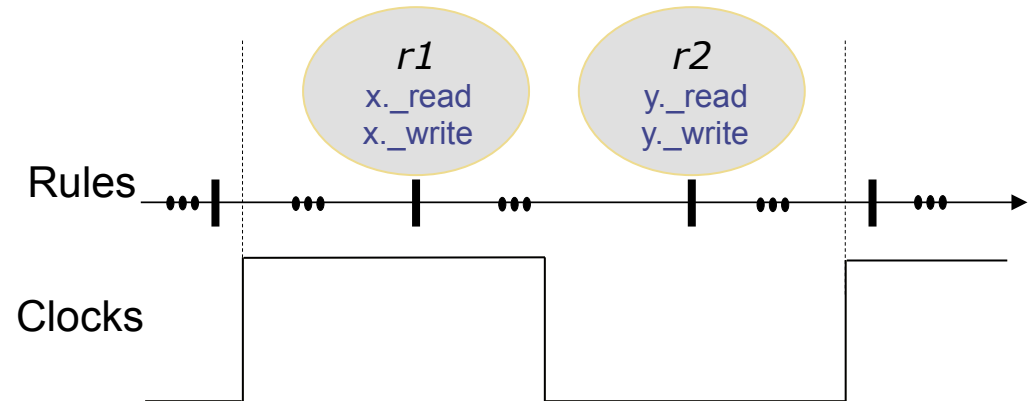 r1
x._read
x._write
r2
y._read
y._write
Rules
Clocks